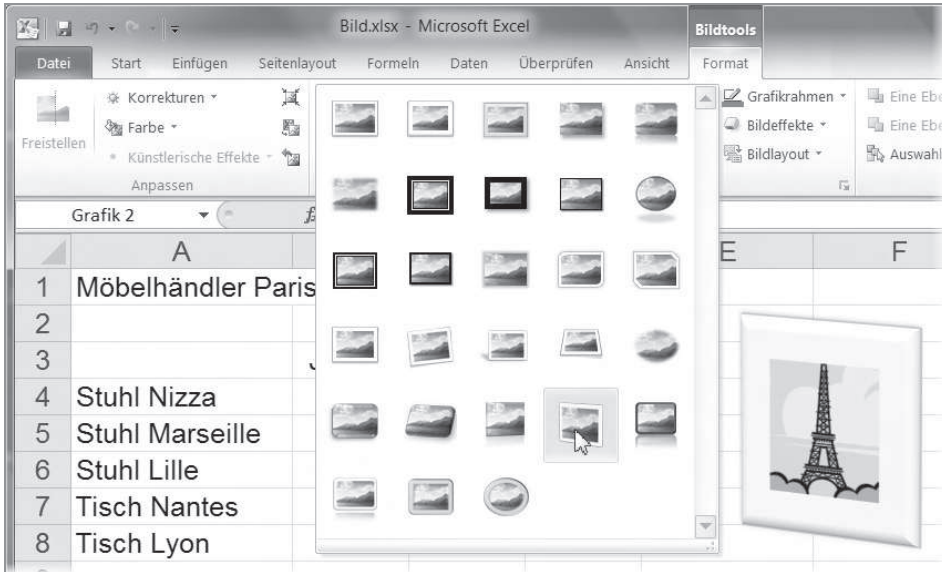 Bild.xlsx - Microsoft Excel
Bildtools
Datei Start Einfügen Seitenlayout Formeln Daten Überprüfen Ansicht Format
Korrekturen
Grafikrahmen
Eine Ebe
Freistellen
Farbe
Bildeffekte
Eine Ebe
Künstlerische Effekte
Bildlayout
Auswahl
Anpassen
Grafik 2
A E F
1 Möbelhändler Paris
2
3
4 Stuhl Nizza
5 Stuhl Marseille
6 Stuhl Lille
7 Tisch Nantes
8 Tisch Lyon